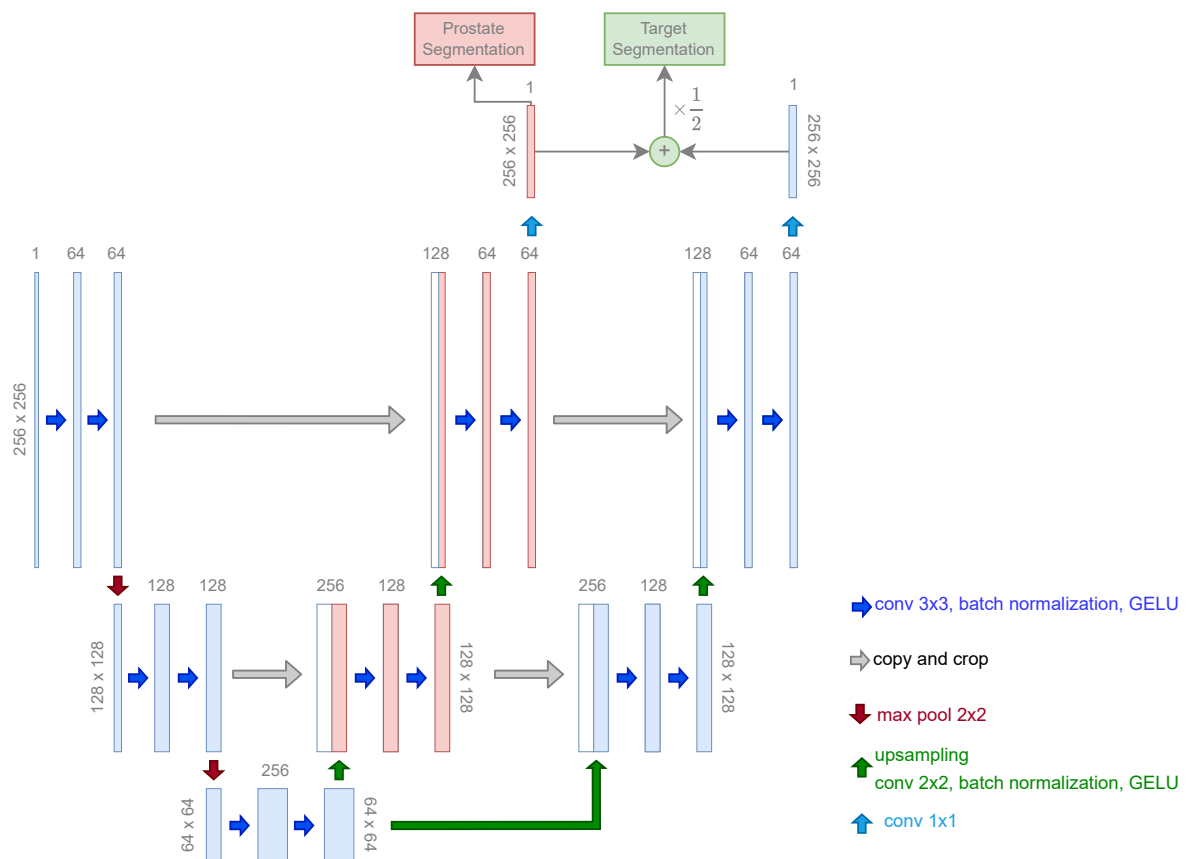 Prostate
Segmentation
Target
Segmentation
1
× 1/2
1
256 x 256
+
256 x 256
1
64
64
128
64
64
128
64
64
256 x 256
128
128
256
128
256
128
128 x 128
128 x 128
128 x 128
256
64 x 64
64 x 64
conv 3x3, batch normalization, GELU
copy and crop
max pool 2x2
upsampling
conv 2x2, batch normalization, GELU
conv 1x1